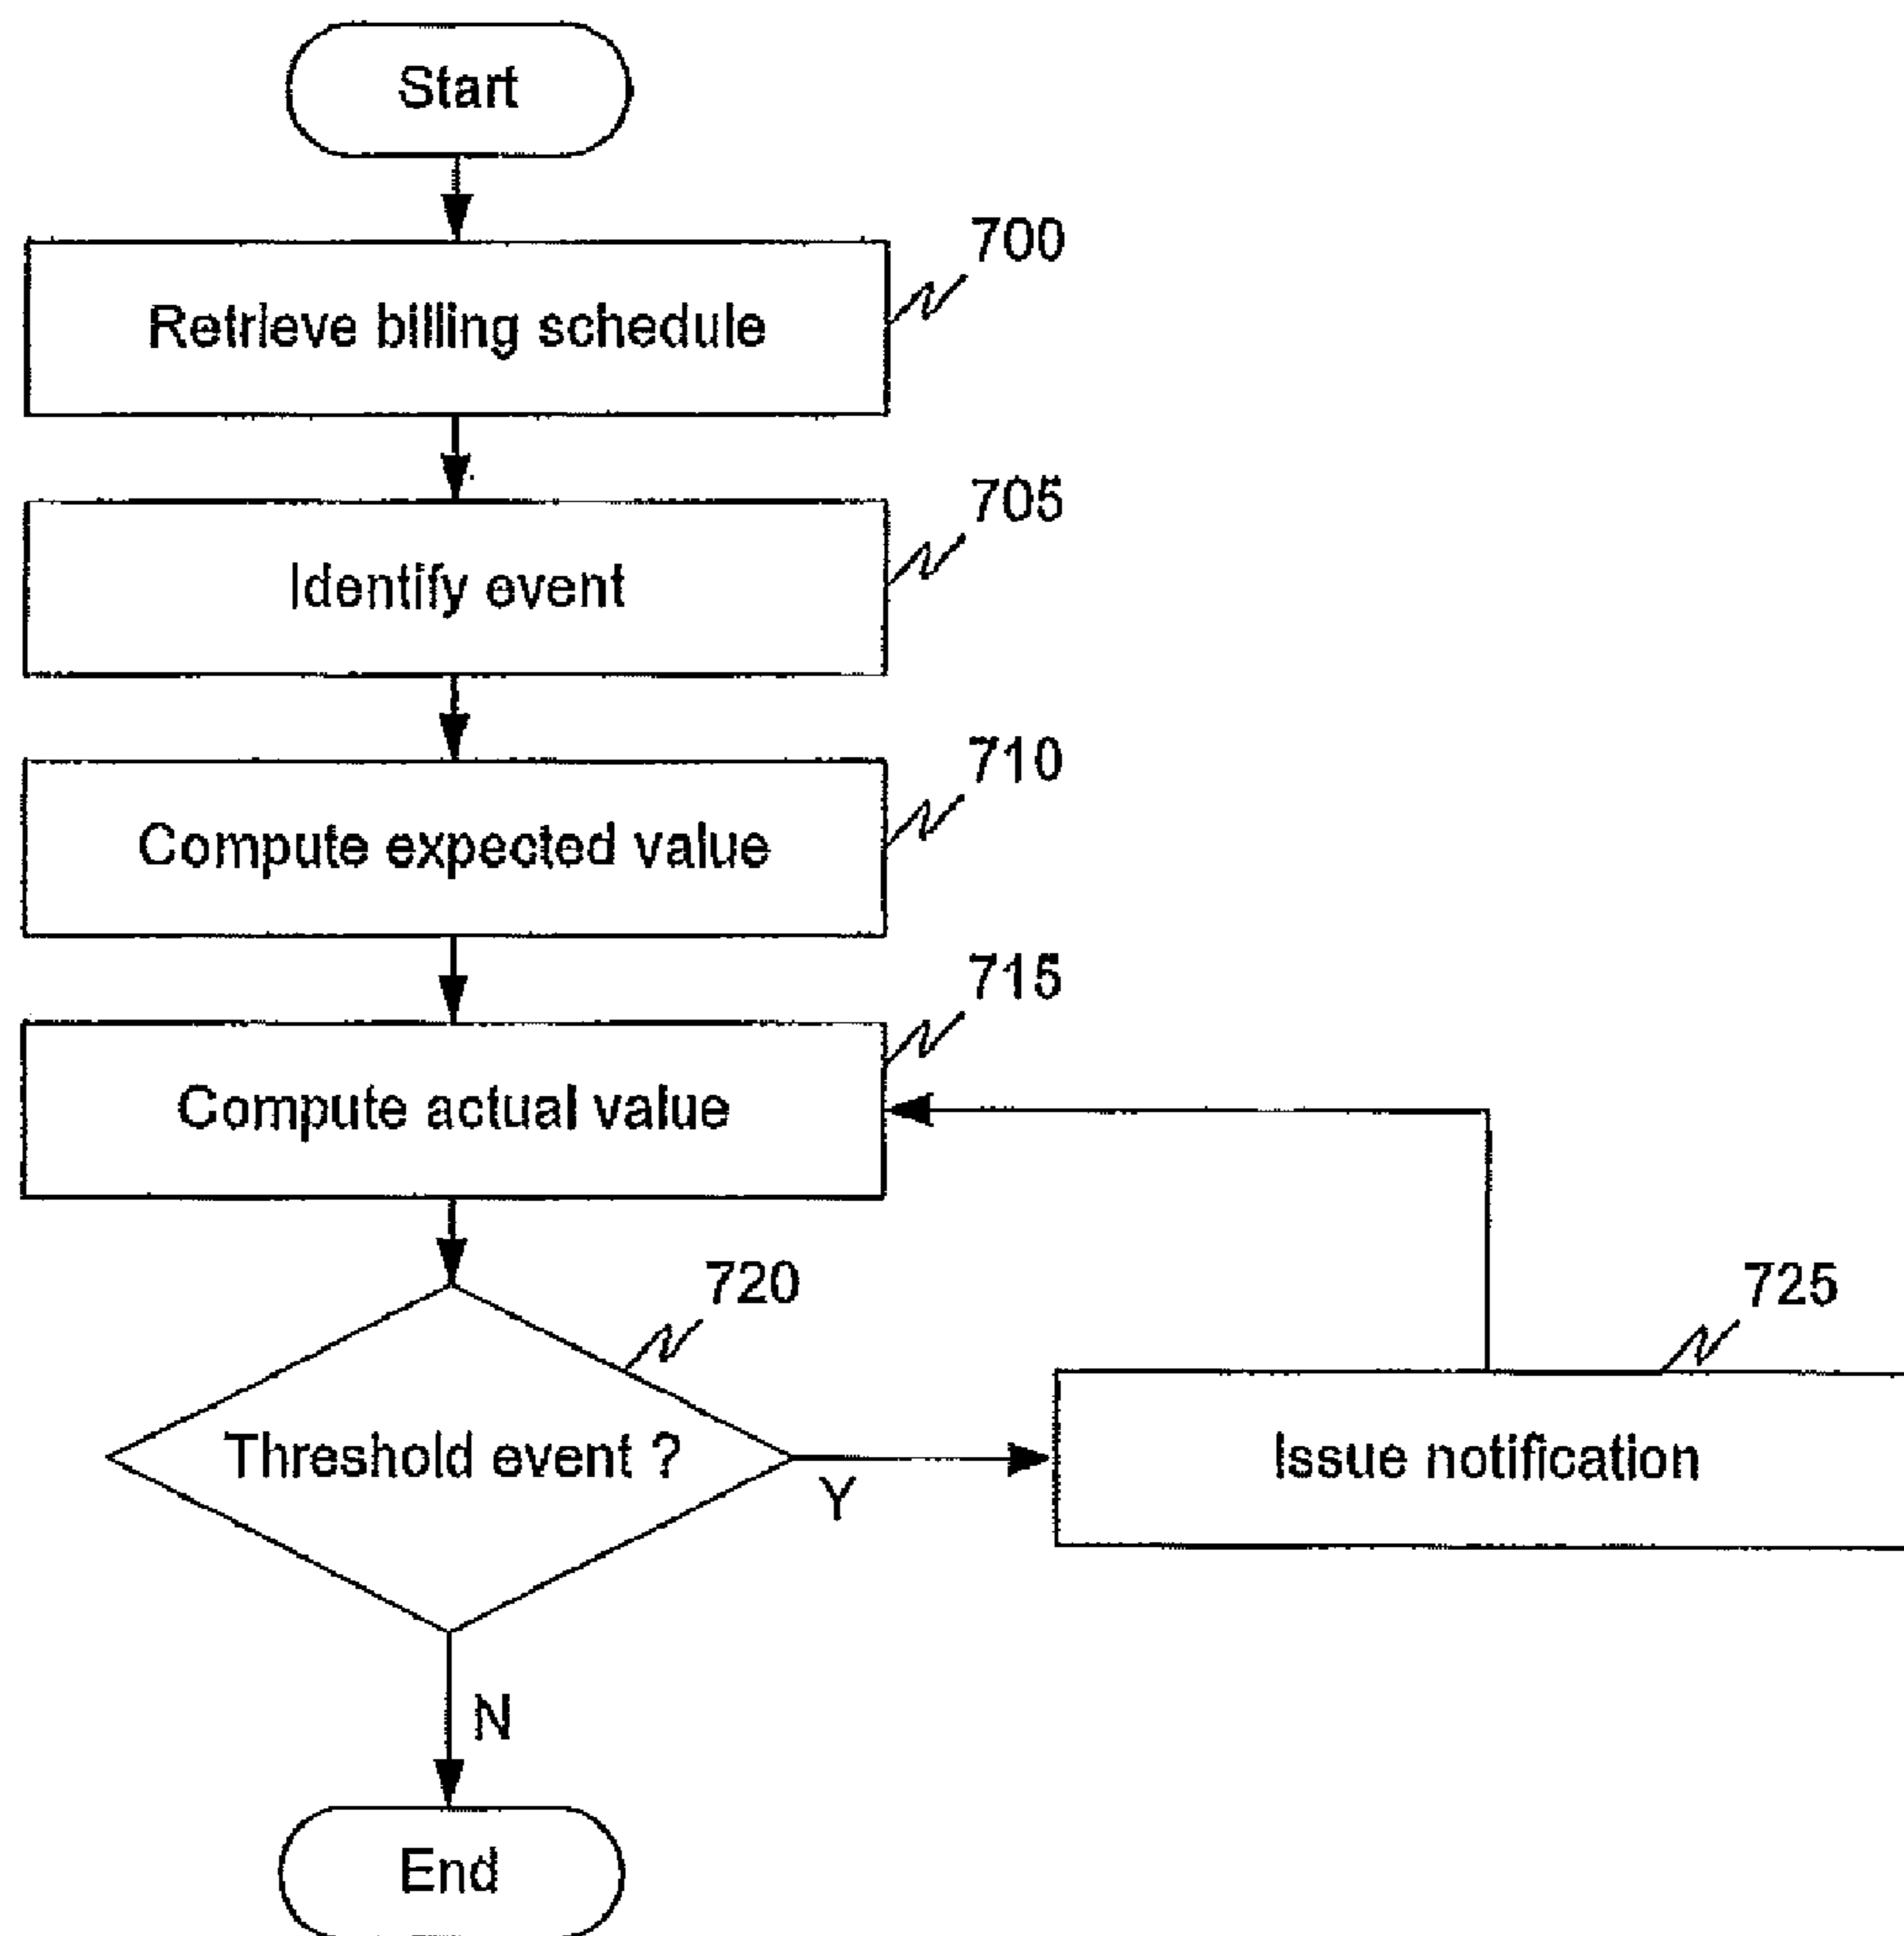 Start
700
Retrieve billing schedule
705
Identify event
710
Compute expected value
715
Compute actual value
720
725
Threshold event ?
Y
Issue notification
N
End